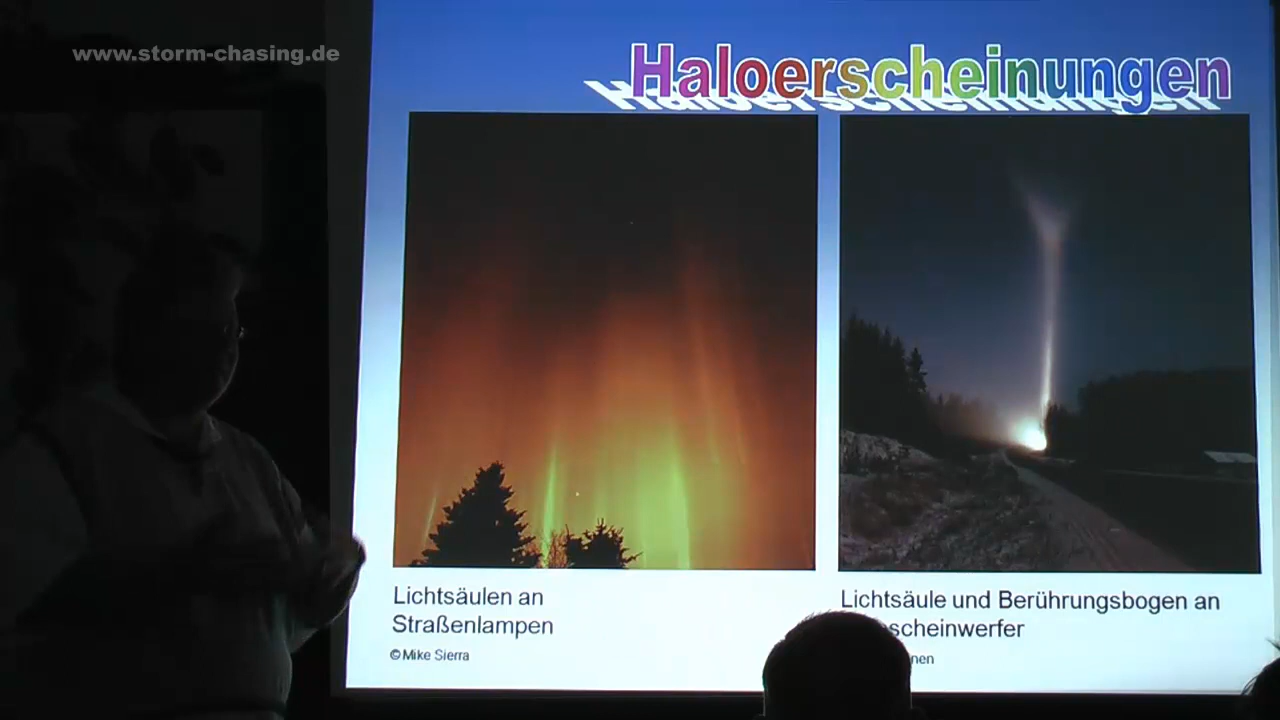 www.storm-chasing.de
Haloerscheinungen
Lichtsäulen an
Straßenlampen
©Mike Sierra
Lichtsäule und Berührungsbogen an
scheinwerfer
nen